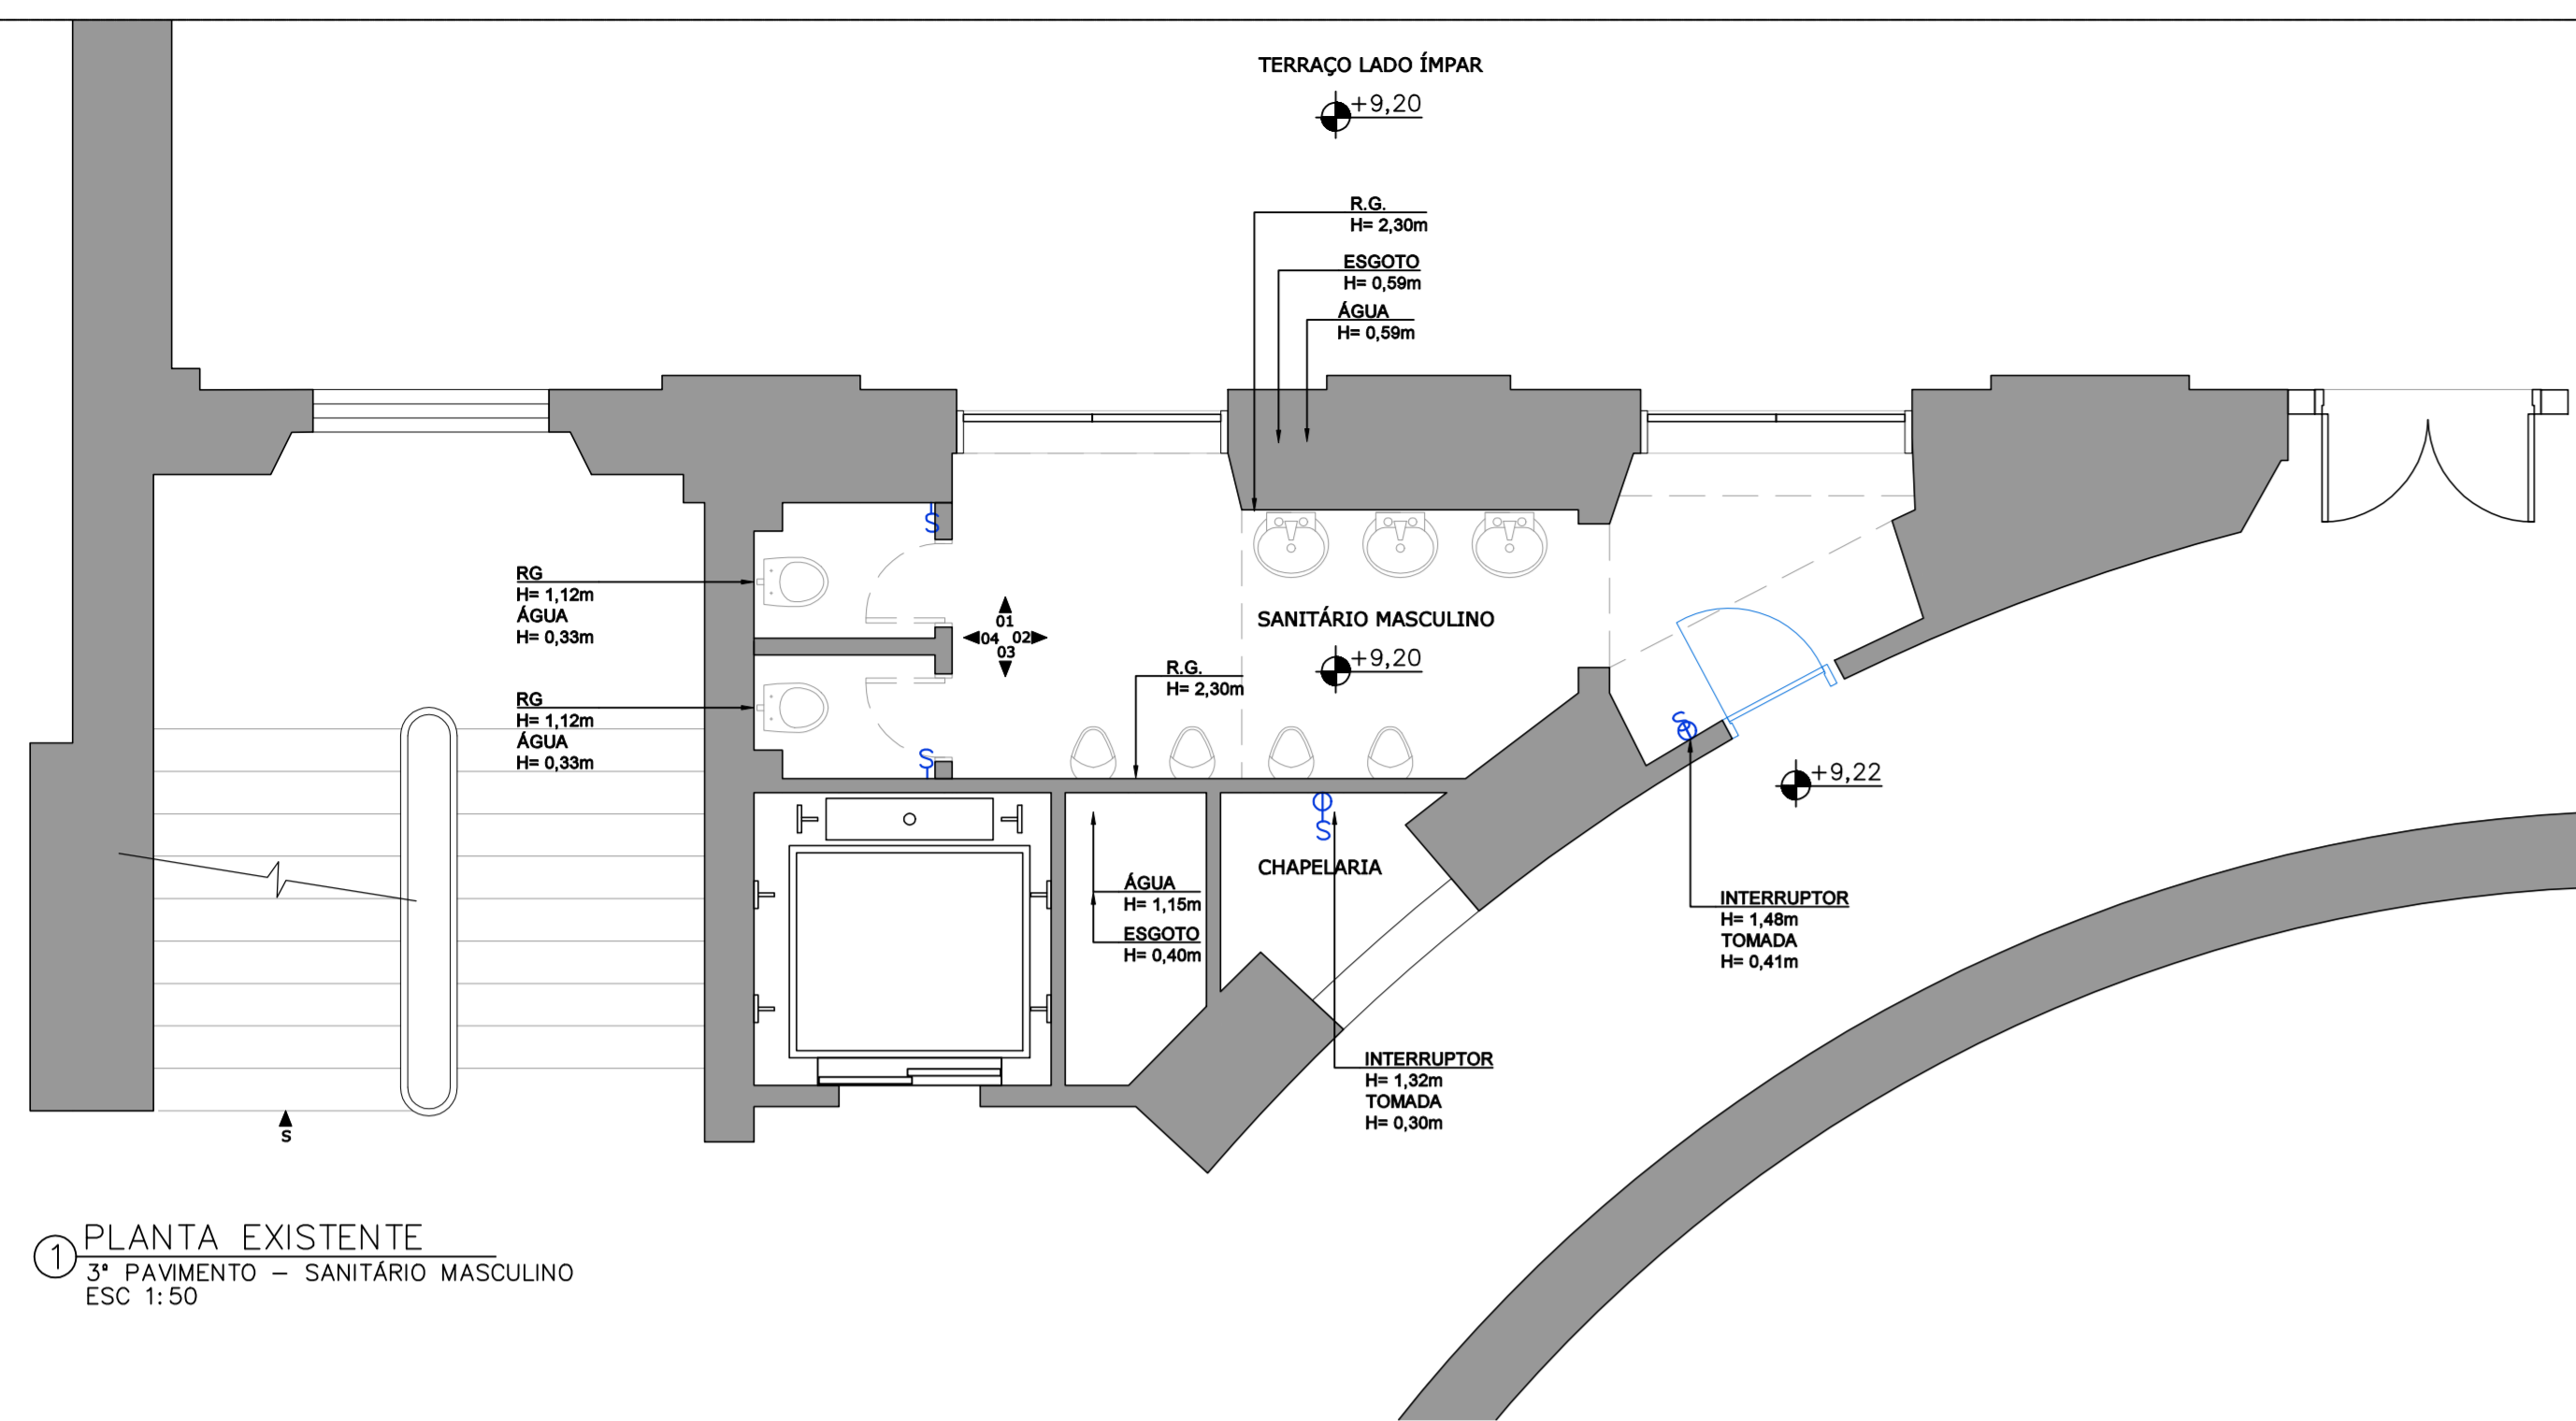 TERRAÇO LADO ÍMPAR
+9,20
R.G.
H= 2,30m
ESGOTO
H= 0,59m
ÁGUA
H= 0,59m
S
RG
H= 1,12m
ÁGUA
H= 0,33m
01
04 02
03
SANITÁRIO MASCULINO
+9,20
R.G.
H= 2,30m
RG
H= 1,12m
ÁGUA
H= 0,33m
S
S
+9,22
S
CHAPELARIA
ÁGUA
H= 1,15m
ESGOTO
H= 0,40m
INTERRUPTOR
H= 1,48m
TOMADA
H= 0,41m
INTERRUPTOR
H= 1,32m
TOMADA
H= 0,30m
S
1 PLANTA EXISTENTE
3ª PAVIMENTO – SANITÁRIO MASCULINO
ESC 1:50